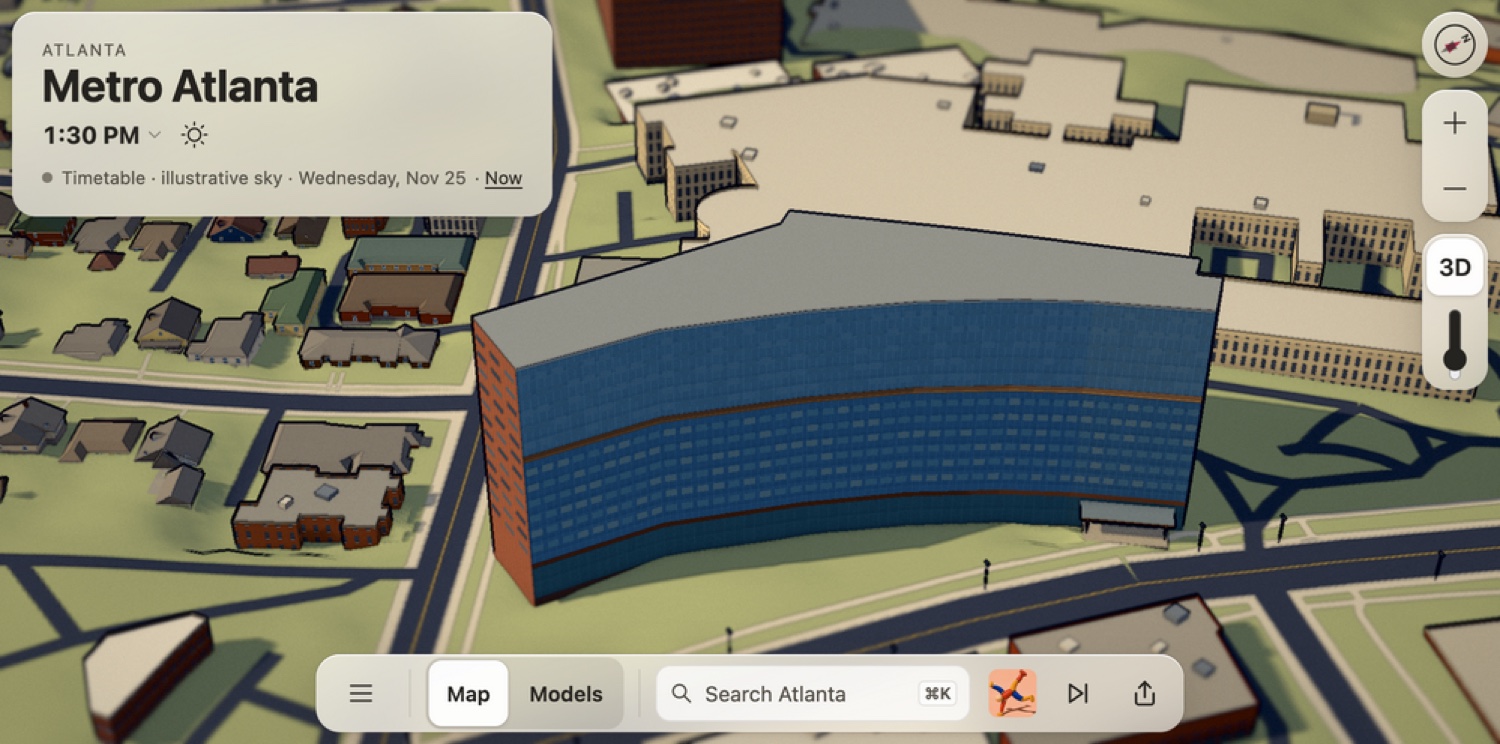 ATLANTA
Metro Atlanta
1:30 PM
Timetable · illustrative sky · Wednesday, Nov 25 · Now
N
+
−
3D
Map Models Search Atlanta ⌘K